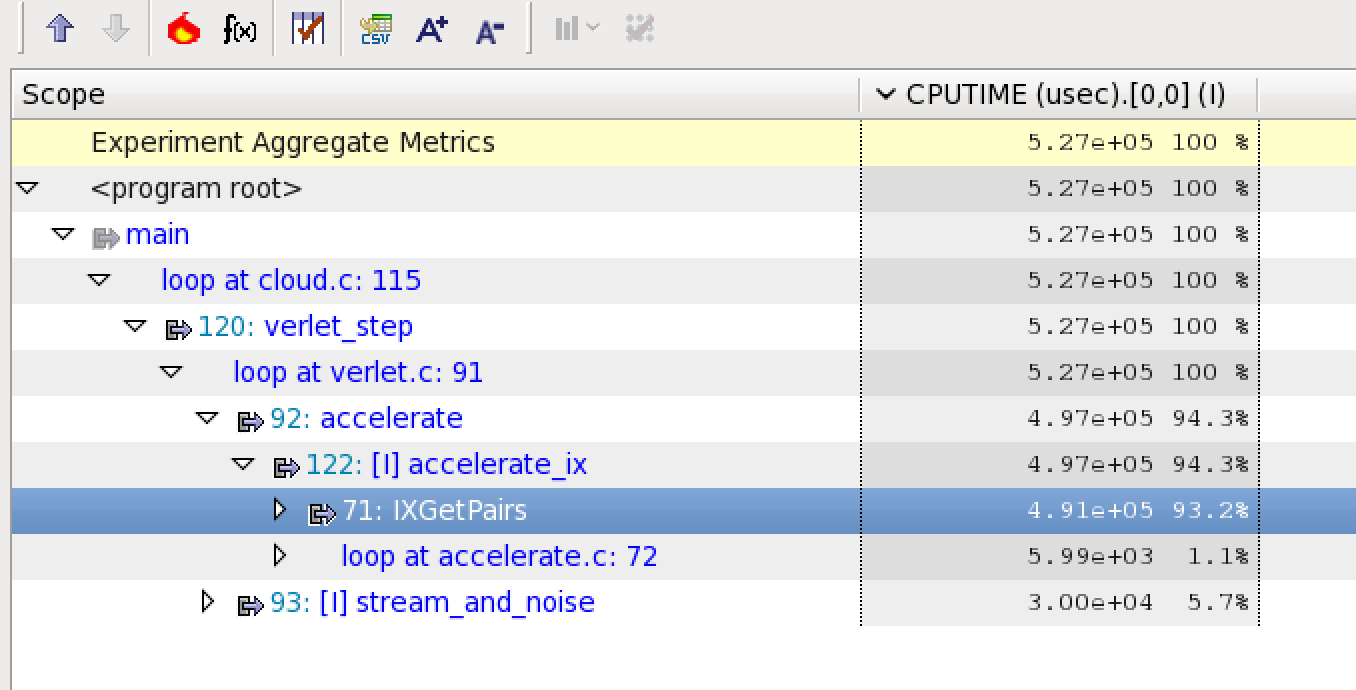 f(x) CSV A+ A-
Scope CPUTIME (usec).[0,0] (I)
Experiment Aggregate Metrics 5.27e+05 100 %
<program root> 5.27e+05 100 %
main 5.27e+05 100 %
loop at cloud.c: 115 5.27e+05 100 %
120: verlet_step 5.27e+05 100 %
loop at verlet.c: 91 5.27e+05 100 %
92: accelerate 4.97e+05 94.3%
122: [I] accelerate_ix 4.97e+05 94.3%
71: IXGetPairs 4.91e+05 93.2%
loop at accelerate.c: 72 5.99e+03 1.1%
93: [I] stream_and_noise 3.00e+04 5.7%